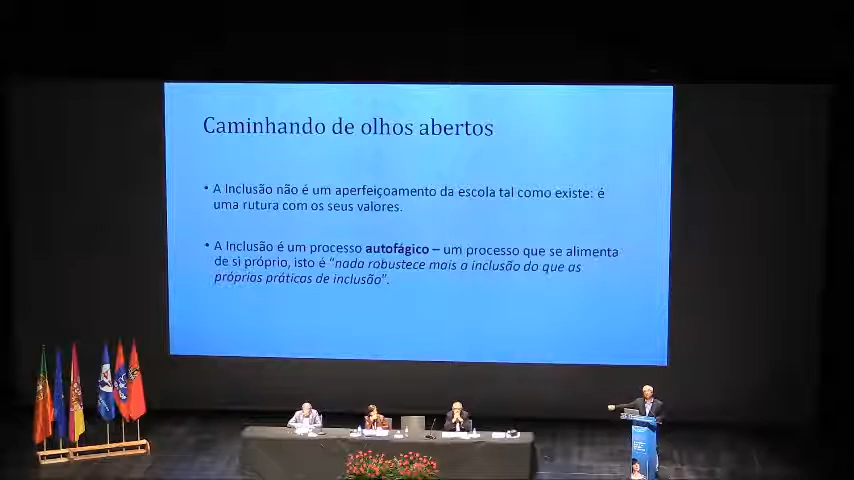 Caminhando de olhos abertos
• A Inclusão não é um aperfeiçoamento da escola tal como existe: é
uma rutura com os seus valores.
• A Inclusão é um processo autofágico – um processo que se alimenta
de si próprio, isto é “nada robustece mais a inclusão do que as
próprias práticas de inclusão”.